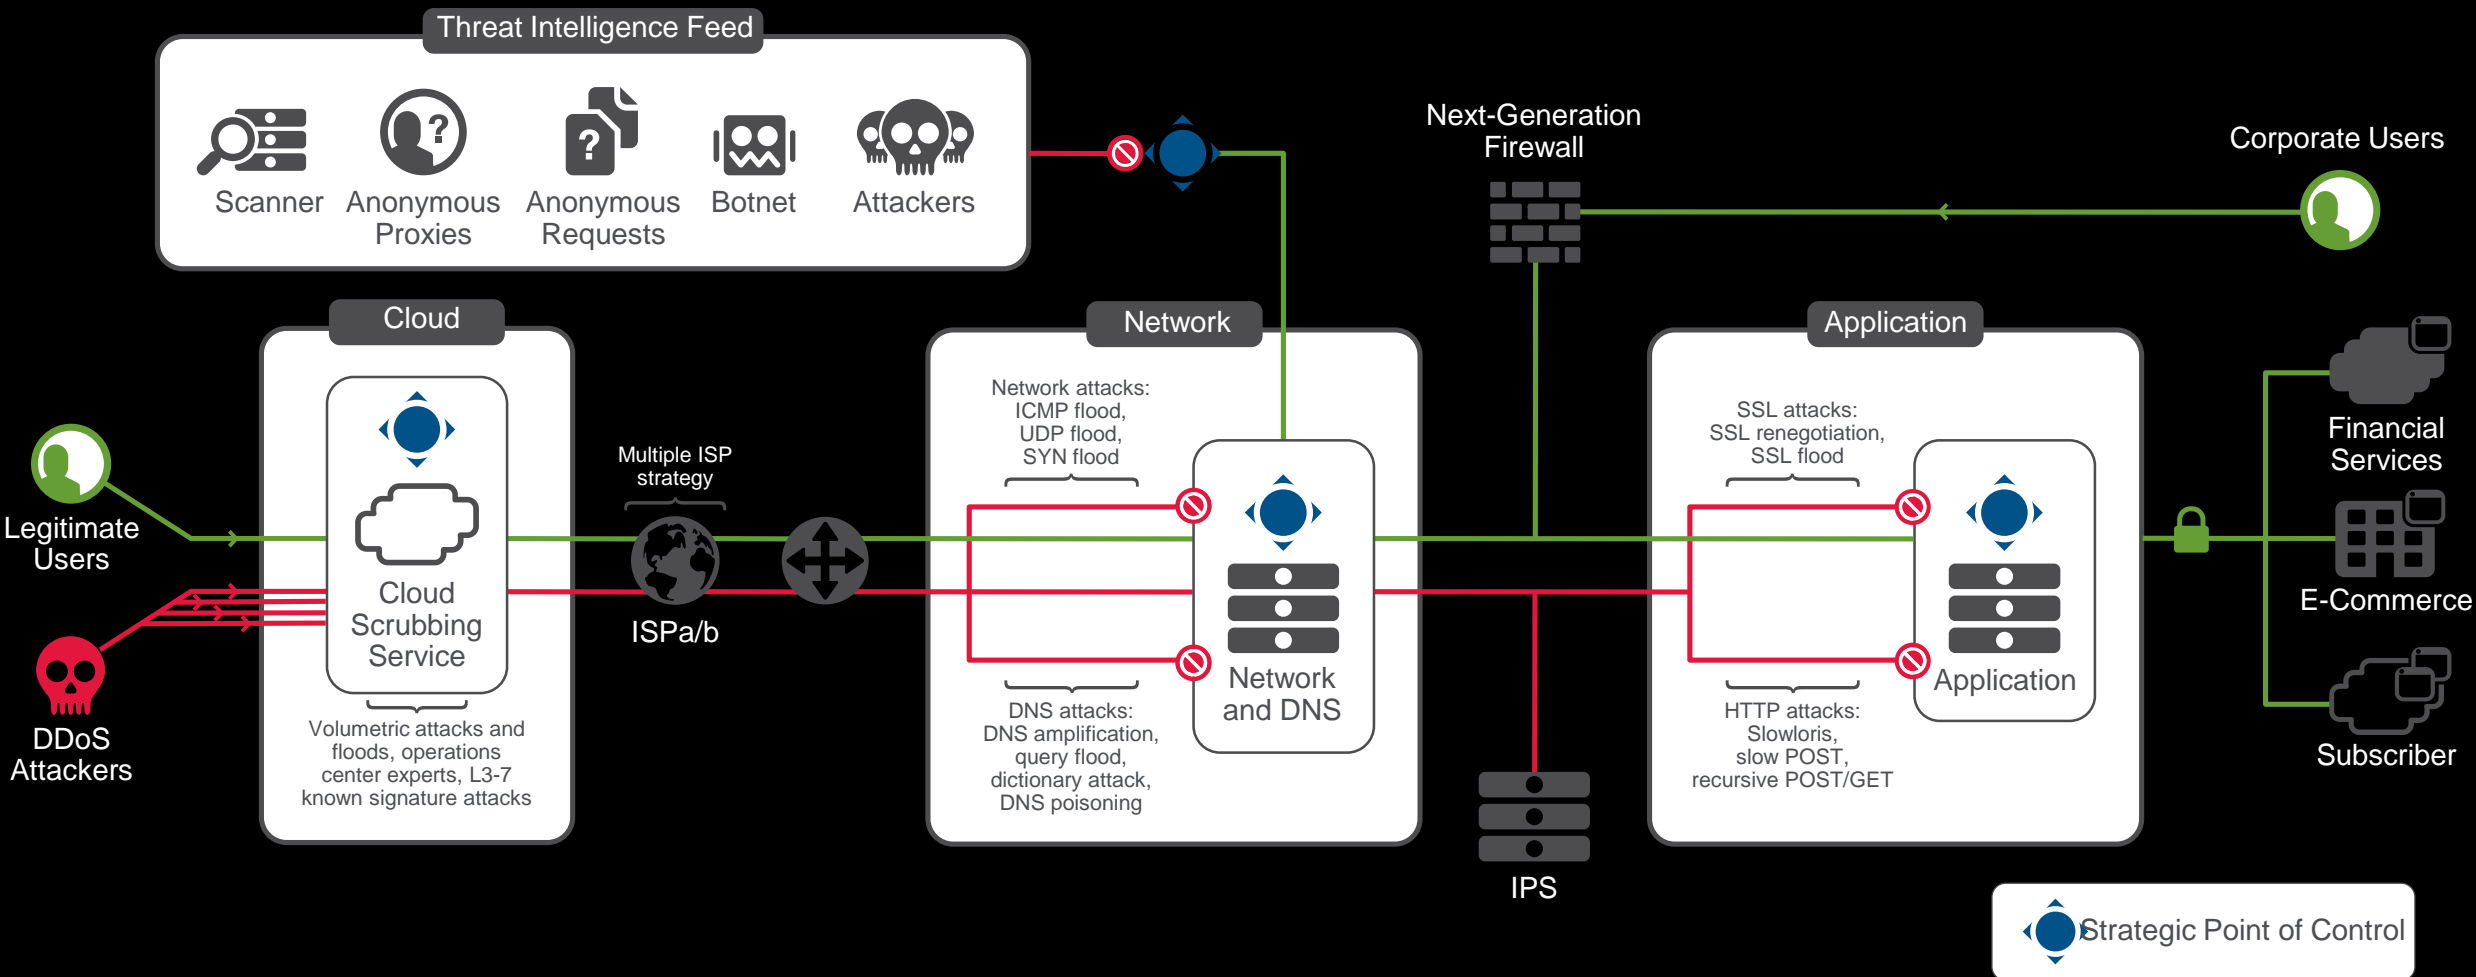 Threat Intelligence Feed
Scanner
Anonymous
Proxies
Anonymous
Requests
Botnet
Attackers
Next-Generation
Firewall
Corporate Users
Cloud
Network
Application
Legitimate
Users
DDoS
Attackers
Cloud
Scrubbing
Service
Volumetric attacks and
floods, operations
center experts, L3-7
known signature attacks
Multiple ISP
strategy
ISPa/b
Network attacks:
ICMP flood,
UDP flood,
SYN flood
DNS attacks:
DNS amplification,
query flood,
dictionary attack,
DNS poisoning
Network
and DNS
IPS
SSL attacks:
SSL renegotiation,
SSL flood
HTTP attacks:
Slowloris,
slow POST,
recursive POST/GET
Application
Financial
Services
E-Commerce
Subscriber
Strategic Point of Control